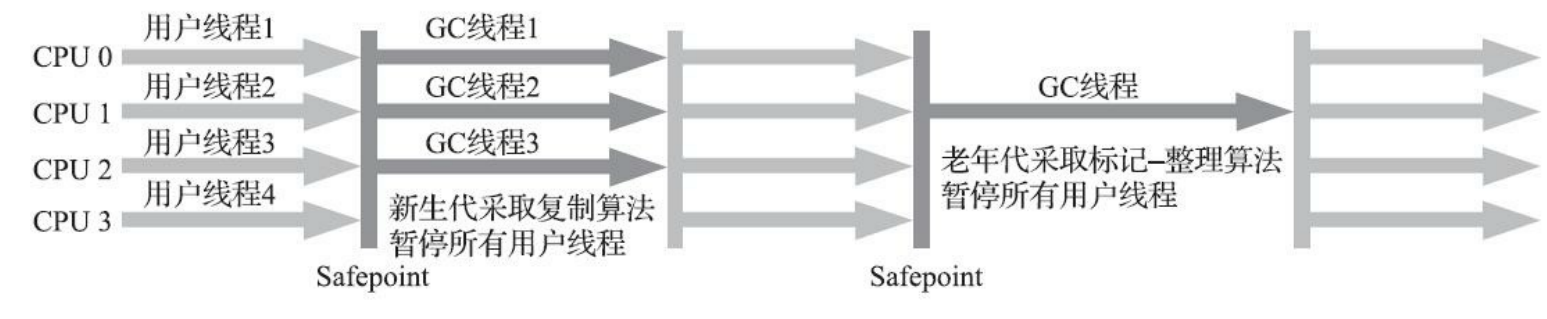 用户线程1
GC线程1
CPU 0
用户线程2
GC线程2
GC线程
CPU 1
用户线程3
GC线程3
CPU 2
老年代采取标记–整理算法
暂停所有用户线程
用户线程4
CPU 3
新生代采取复制算法
暂停所有用户线程
Safepoint
Safepoint